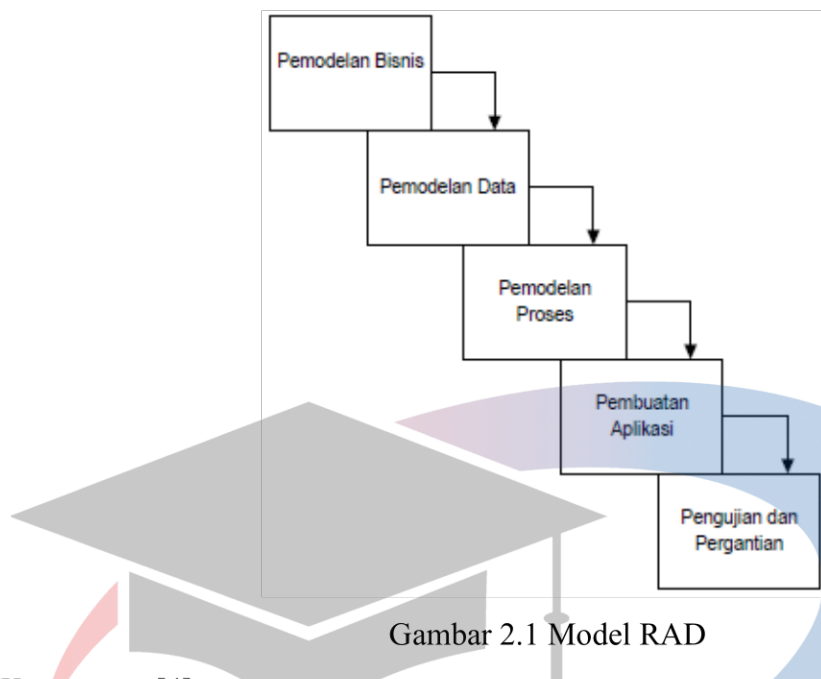 Pemodelan Bisnis
Pemodelan Data
Pemodelan
Proses
Pembuatan
Aplikasi
Pengujian dan
Pergantian
Gambar 2.1 Model RAD